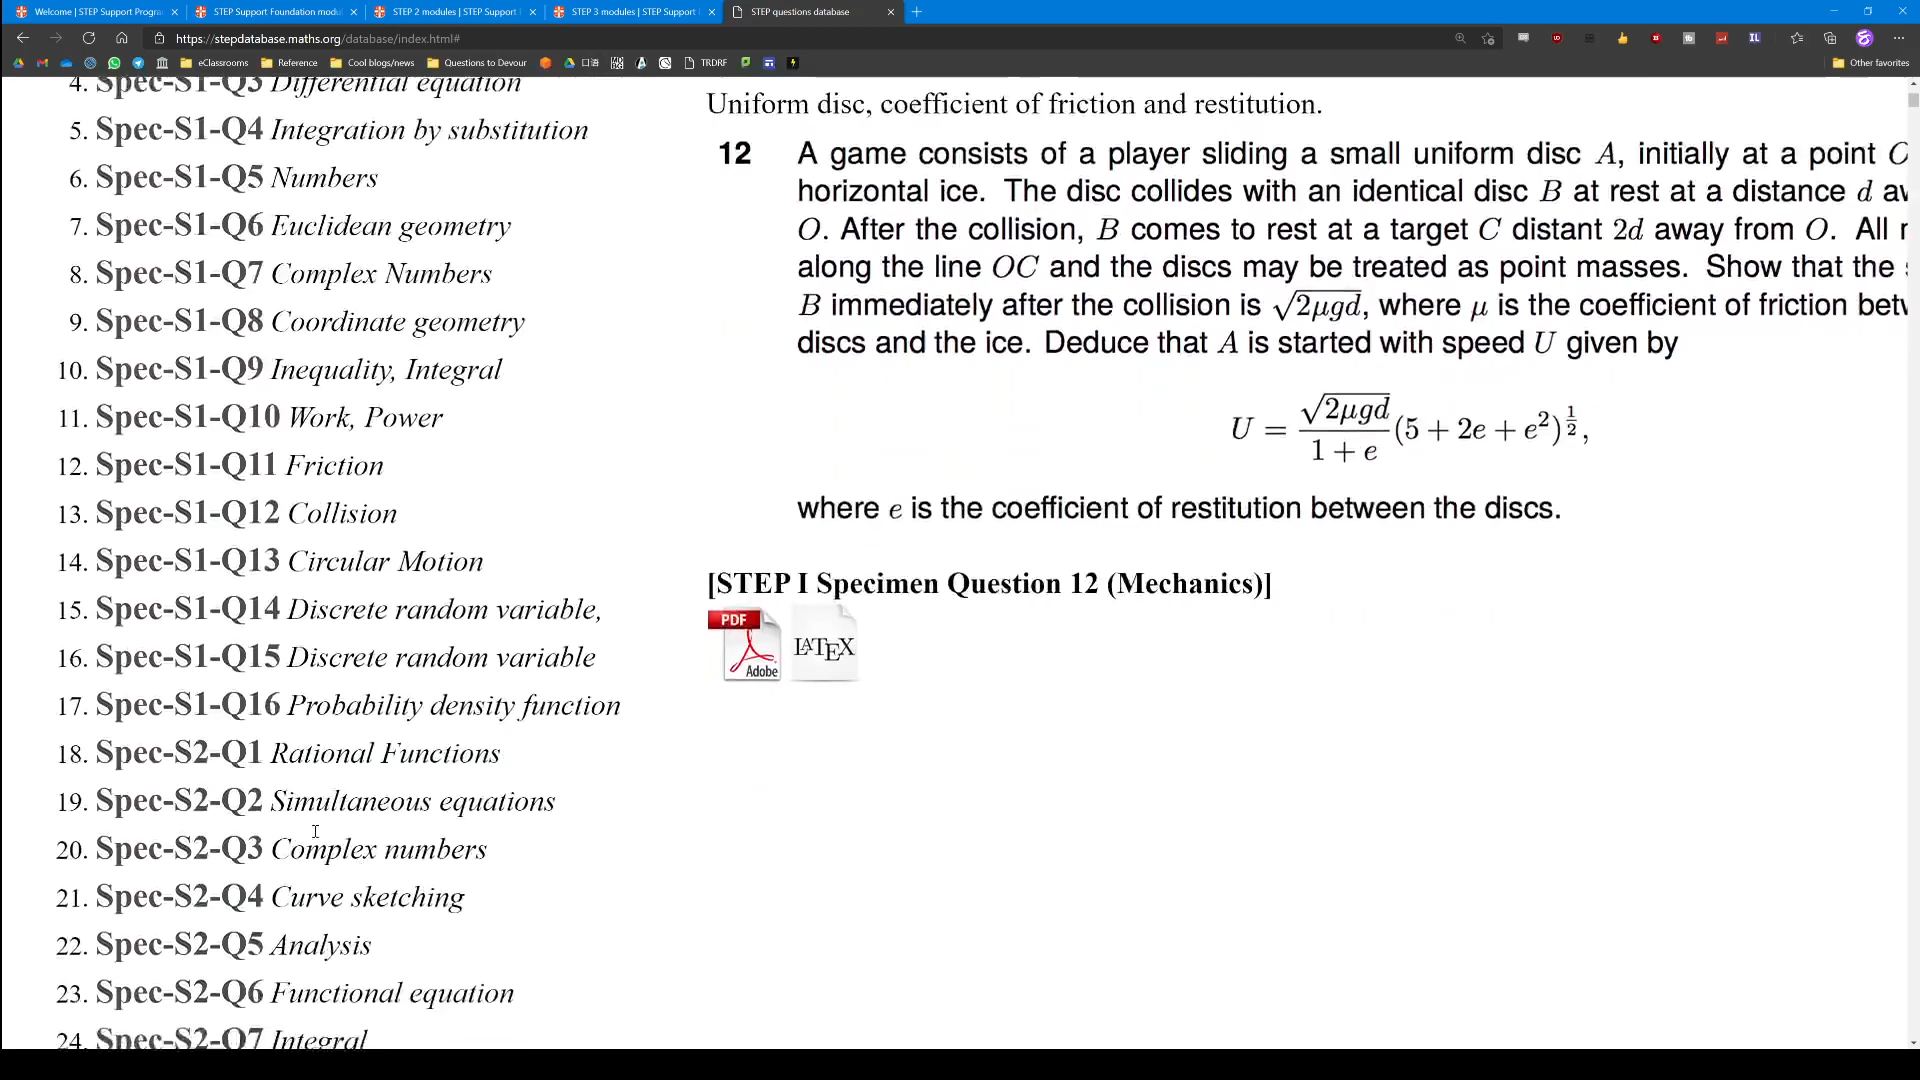 Welcome | STEP Support Progra
STEP Support Foundation modu
STEP 2 modules | STEP Support
STEP 3 modules | STEP Support
STEP questions database
https://stepdatabase.maths.org/database/index.html#
eClassrooms
Reference
Cool blogs/news
Questions to Devour
口语
TRDRF
Other favorites
4. Spec-S1-Q3 Differential equation
5. Spec-S1-Q4 Integration by substitution
6. Spec-S1-Q5 Numbers
7. Spec-S1-Q6 Euclidean geometry
8. Spec-S1-Q7 Complex Numbers
9. Spec-S1-Q8 Coordinate geometry
10. Spec-S1-Q9 Inequality, Integral
11. Spec-S1-Q10 Work, Power
12. Spec-S1-Q11 Friction
13. Spec-S1-Q12 Collision
14. Spec-S1-Q13 Circular Motion
15. Spec-S1-Q14 Discrete random variable,
16. Spec-S1-Q15 Discrete random variable
17. Spec-S1-Q16 Probability density function
18. Spec-S2-Q1 Rational Functions
19. Spec-S2-Q2 Simultaneous equations
20. Spec-S2-Q3 Complex numbers
21. Spec-S2-Q4 Curve sketching
22. Spec-S2-Q5 Analysis
23. Spec-S2-Q6 Functional equation
24. Spec-S2-Q7 Integral
Uniform disc, coefficient of friction and restitution.
12 A game consists of a player sliding a small uniform disc A, initially at a point
horizontal ice. The disc collides with an identical disc B at rest at a distance d
O. After the collision, B comes to rest at a target C distant 2d away from O. All
along the line OC and the discs may be treated as point masses. Show that the
B immediately after the collision is √2μgd, where μ is the coefficient of friction
discs and the ice. Deduce that A is started with speed U given by
U = √2μgd / 1 + e (5 + 2e + e²)^1/2,
where e is the coefficient of restitution between the discs.
[STEP I Specimen Question 12 (Mechanics)]
PDF
Adobe
LATEX